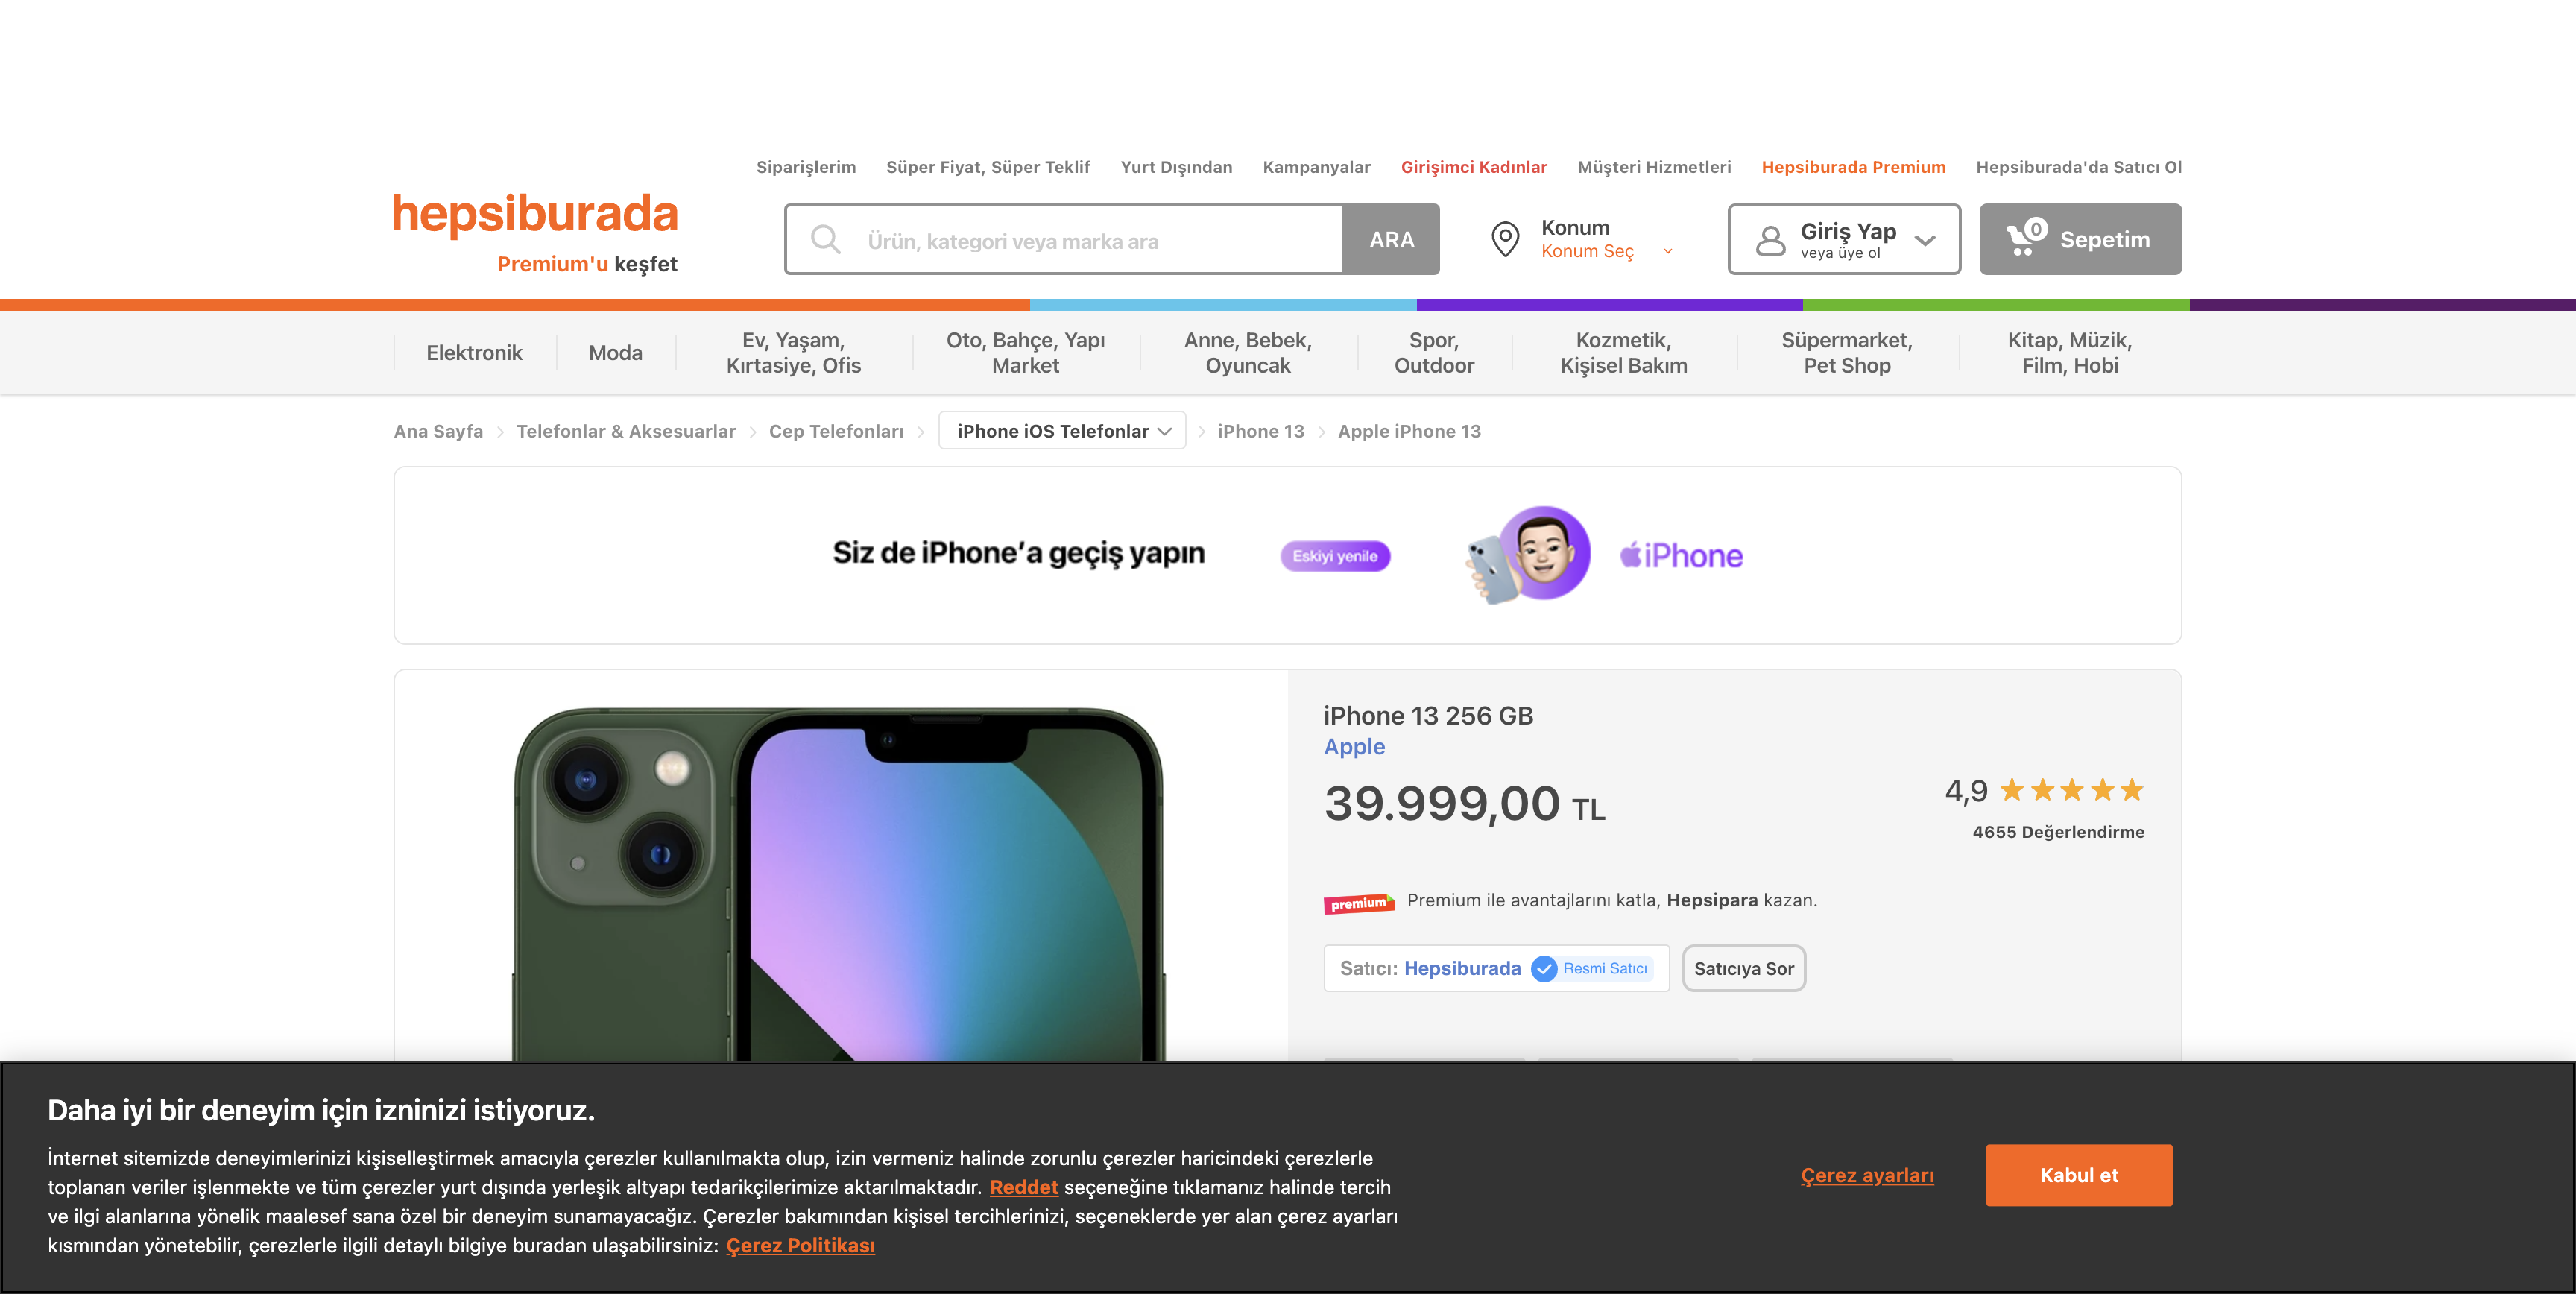 Siparişlerim Süper Fiyat, Süper Teklif Yurt Dışından Kampanyalar Girişimci Kadınlar Müşteri Hizmetleri Hepsiburada Premium Hepsiburada'da Satıcı Ol
hepsiburada
Premium'u keşfet
Ürün, kategori veya marka ara
ARA
Konum
Konum Seç
Giriş Yap
veya üye ol
0
Sepetim
Elektronik
Moda
Ev, Yaşam,
Kırtasiye, Ofis
Oto, Bahçe, Yapı
Market
Anne, Bebek,
Oyuncak
Spor,
Outdoor
Kozmetik,
Kişisel Bakım
Süpermarket,
Pet Shop
Kitap, Müzik,
Film, Hobi
Ana Sayfa Telefonlar & Aksesuarlar Cep Telefonları iPhone iOS Telefonlar iPhone 13 Apple iPhone 13
Siz de iPhone'a geçiş yapın Eskiyi yenile iPhone
iPhone 13 256 GB
Apple
39.999,00 TL
4,9
4655 Değerlendirme
premium Premium ile avantajlarını katla, Hepsipara kazan.
Satıcı: Hepsiburada Resmi Satıcı Satıcıya Sor
Daha iyi bir deneyim için izninizi istiyoruz.
İnternet sitemizde deneyimlerinizi kişiselleştirmek amacıyla çerezler kullanılmakta olup, izin vermeniz halinde zorunlu çerezler haricindeki çerezlerle
toplanan veriler işlenmekte ve tüm çerezler yurt dışında yerleşik altyapı tedarikçilerimize aktarılmaktadır. Reddet seçeneğine tıklamanız halinde tercih
ve ilgi alanlarına yönelik maalesef sana özel bir deneyim sunamayacağız. Çerezler bakımından kişisel tercihlerinizi, seçeneklerde yer alan çerez ayarları
kısmından yönetebilir, çerezlerle ilgili detaylı bilgiye buradan ulaşabilirsiniz: Çerez Politikası
Çerez ayarları
Kabul et